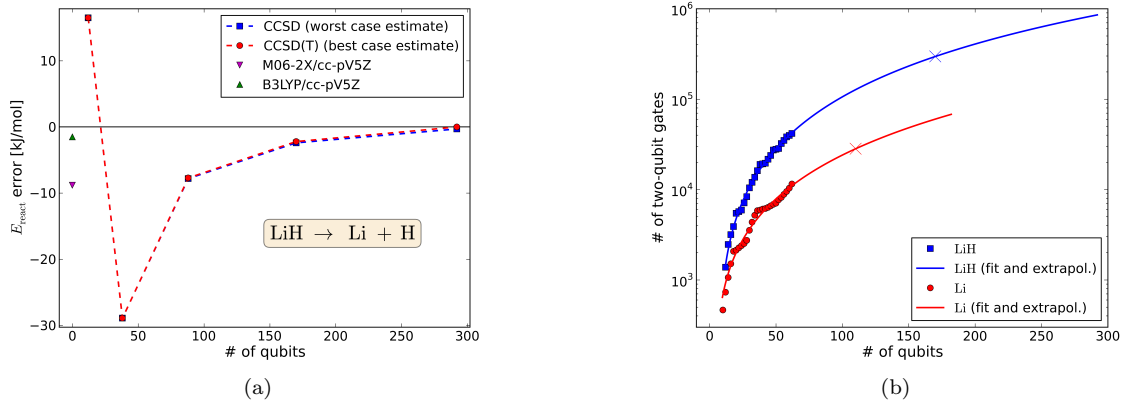 CCSD (worst case estimate)
CCSD(T) (best case estimate)
M06-2X/cc-pV5Z
B3LYP/cc-pV5Z
10
0
−10
−20
−30
E_react error [kJ/mol]
LiH → Li + H
0 50 100 150 200 250 300
# of qubits
(a)
10^6
10^5
10^4
10^3
# of two-qubit gates
LiH
LiH (fit and extrapol.)
Li
Li (fit and extrapol.)
0 50 100 150 200 250 300
# of qubits
(b)